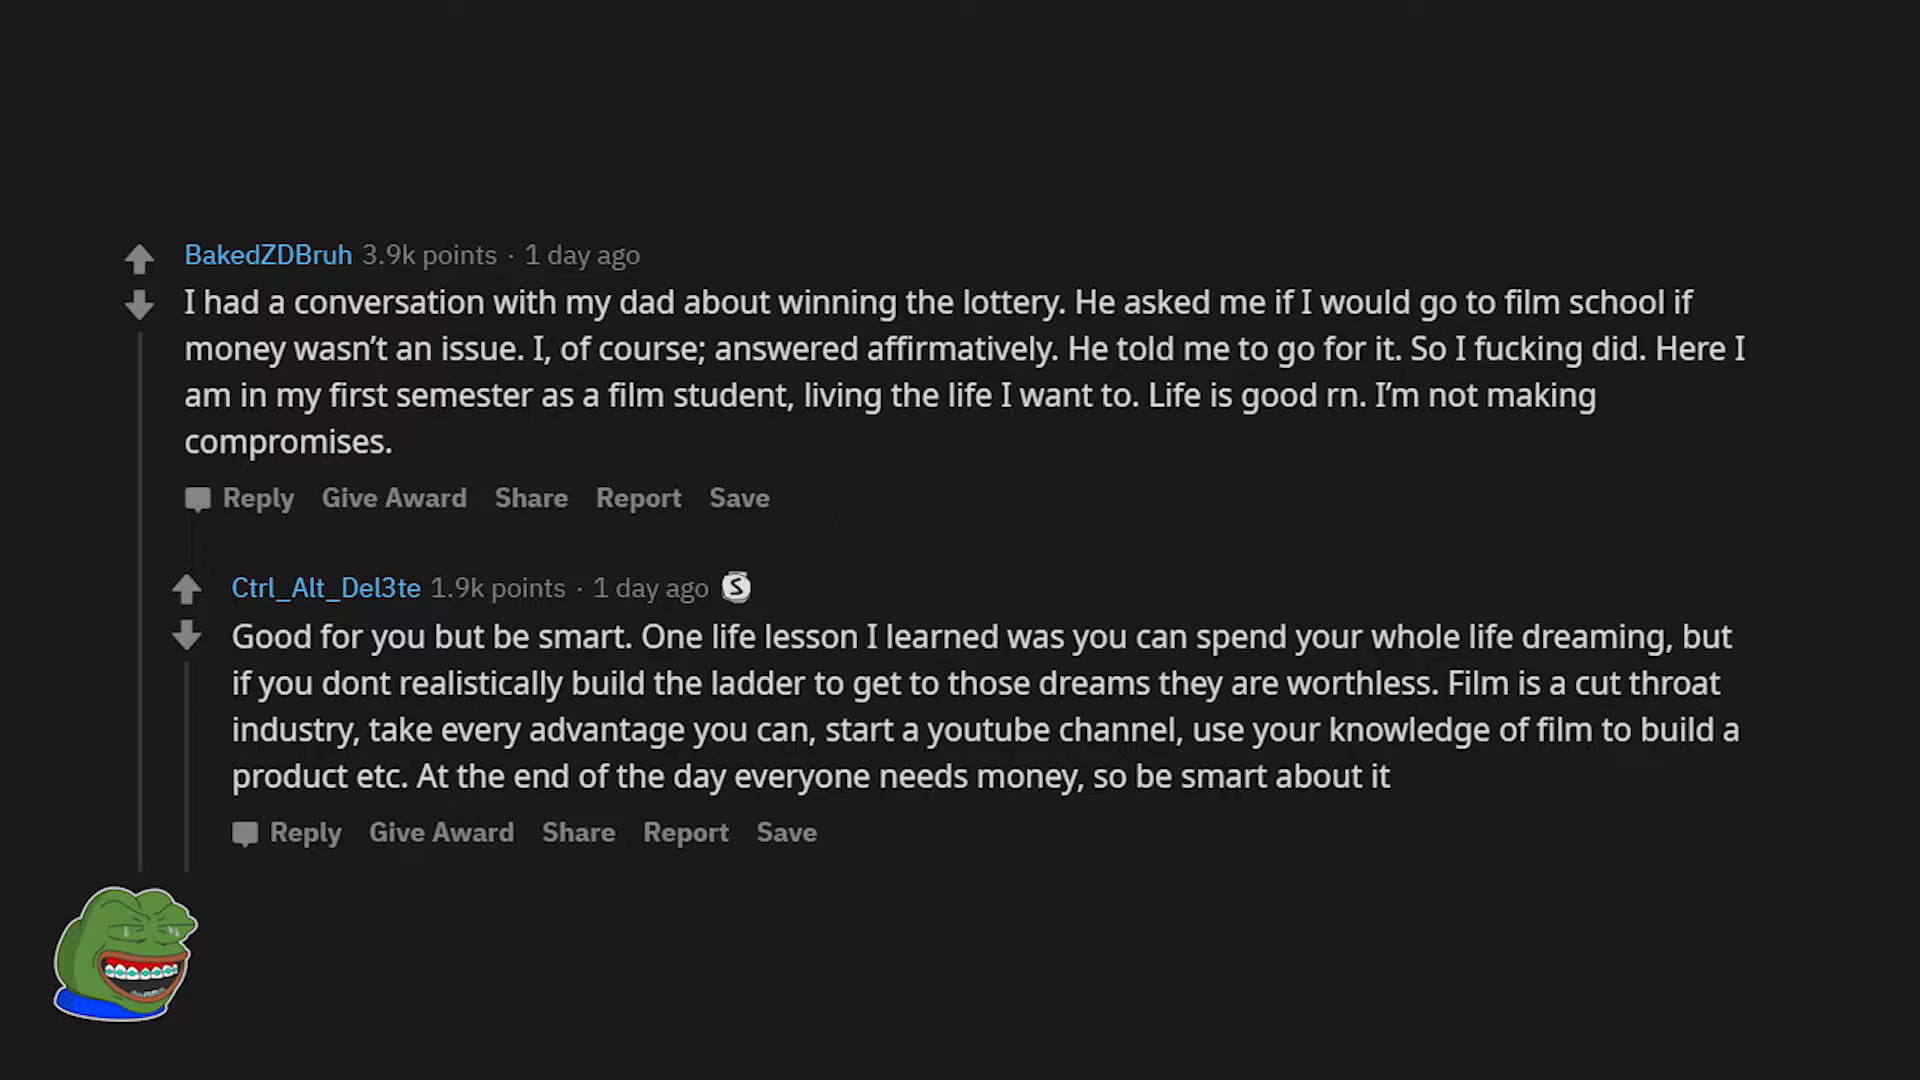 BakedZDBruh 3.9k points · 1 day ago
I had a conversation with my dad about winning the lottery. He asked me if I would go to film school if
money wasn’t an issue. I, of course; answered affirmatively. He told me to go for it. So I fucking did. Here I
am in my first semester as a film student, living the life I want to. Life is good rn. I’m not making
compromises.
Reply Give Award Share Report Save
Ctrl_Alt_Del3te 1.9k points · 1 day ago S
Good for you but be smart. One life lesson I learned was you can spend your whole life dreaming, but
if you dont realistically build the ladder to get to those dreams they are worthless. Film is a cut throat
industry, take every advantage you can, start a youtube channel, use your knowledge of film to build a
product etc. At the end of the day everyone needs money, so be smart about it
Reply Give Award Share Report Save